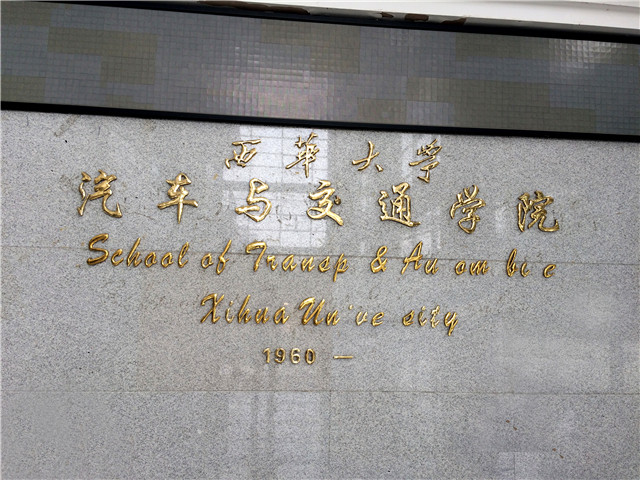 西华大学
汽车与交通学院
School of Transp & Au om bi e
Xihua Un've sity
1960 —